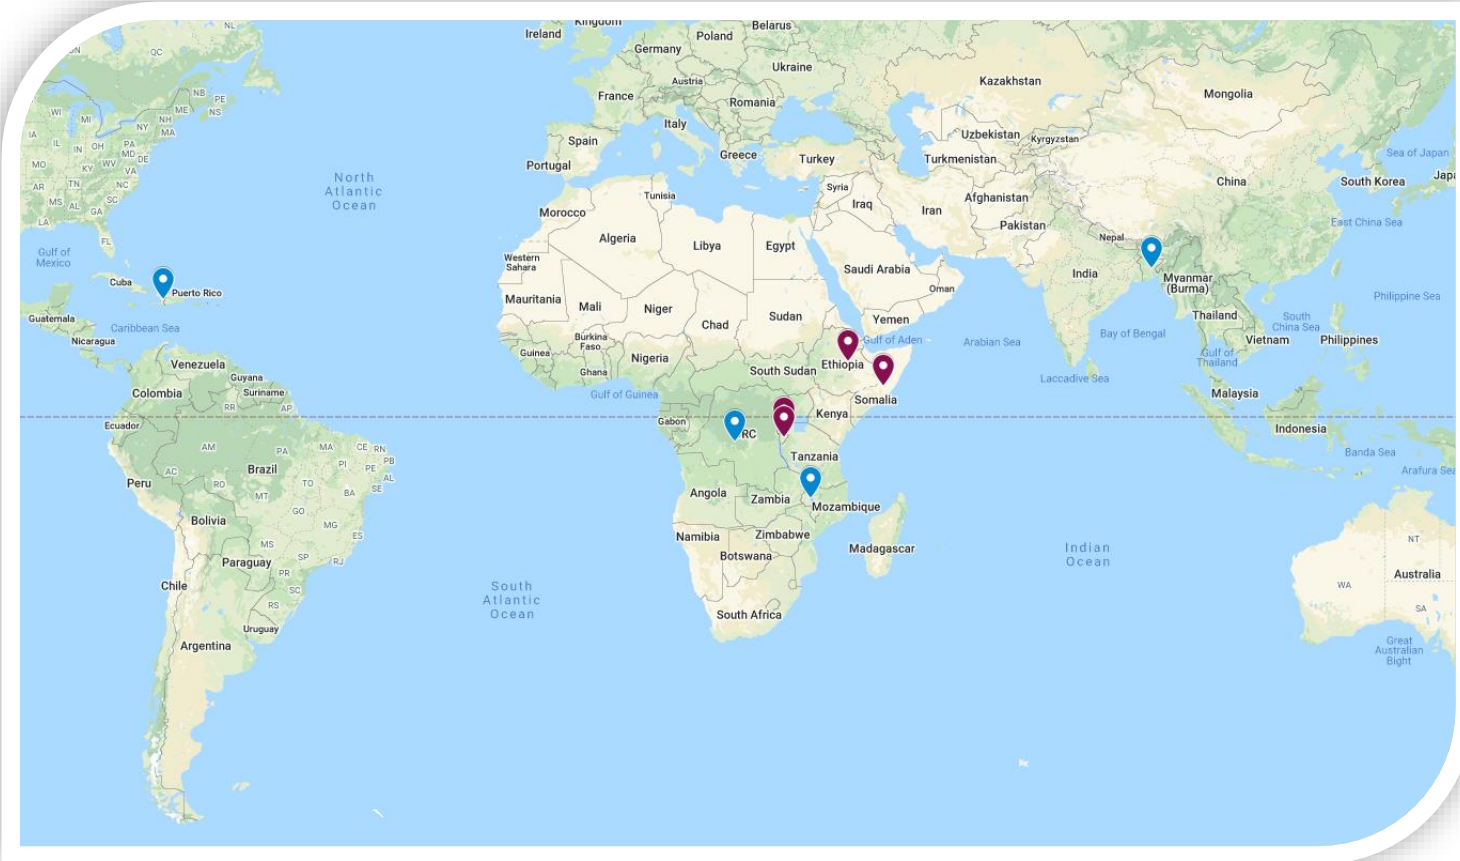 Kingdom
Belarus
Ireland
Poland
Germany
Ukraine
Austria
France
Romania
Kazakhstan
Mongolia
Italy
Spain
Portugal
Greece
Turkey
Uzbekistan
Kyrgyzstan
Turkmenistan
Sea of Japan
South Korea
Japa
China
Syria
Iraq
Iran
Afghanistan
Pakistan
Nepal
India
East China Sea
Tunisia
Morocco
Algeria
Libya
Egypt
Western
Sahara
Saudi Arabia
Oman
Mauritania
Mali
Niger
Chad
Sudan
Yemen
Gulf of Aden
Arabian Sea
Myanmar
(Burma)
Thailand
Vietnam
Philippines
Philippine Sea
South
China Sea
Bay of Bengal
Laccadive Sea
Gulf of
Thailand
Malaysia
Indonesia
Banda Sea
Arafura Sea
NL
QC
ON
NB
PE
NS
ME
NH
MA
NY
WI
MI
IA
IL
IN
OH
PA
MD
DE
MO
KY
WV
VA
AR
TN
NC
MS
AL
SC
GA
LA
FL
North
Atlantic
Ocean
Gulf of
Mexico
Cuba
Puerto Rico
Guatemala
Caribbean Sea
Nicaragua
Venezuela
Guyana
Suriname
Colombia
RR
AP
Ecuador
AM
PA
MA
CE
RN
PB
PI
PE
AL
SE
AC
RO
TO
BA
Brazil
Peru
MT
GO
Bolivia
MG
ES
MS
SP
RJ
Paraguay
PR
SC
Chile
RS
Uruguay
Argentina
South
Atlantic
Ocean
Guinea
Burkina
Faso
Ghana
Nigeria
Gulf of Guinea
South Sudan
Ethiopia
Somalia
Gabon
RC
Kenya
Tanzania
Angola
Zambia
Mozambique
Namibia
Zimbabwe
Botswana
Madagascar
South Africa
Indian
Ocean
NT
WA
Australia
SA
Great
Australian
Bight